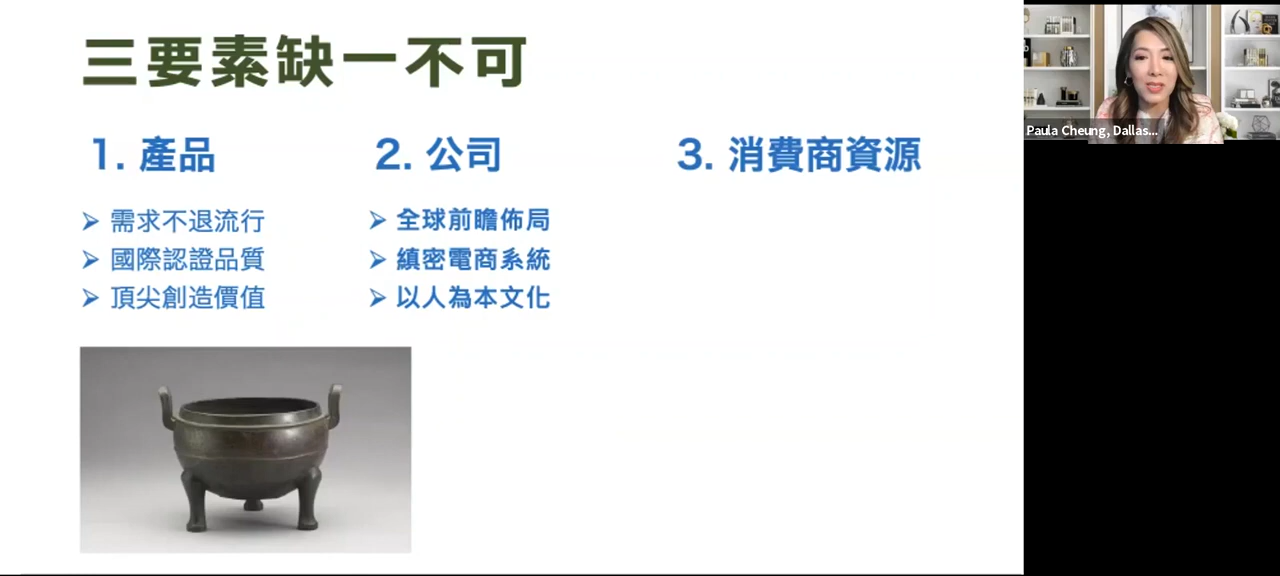 三要素缺一不可
1. 產品
2. 公司
3. 消費商資源
➢ 需求不退流行
➢ 國際認證品質
➢ 頂尖創造價值
➢ 全球前瞻佈局
➢ 縝密電商系統
➢ 以人為本文化
Paula Cheung, Dallas...